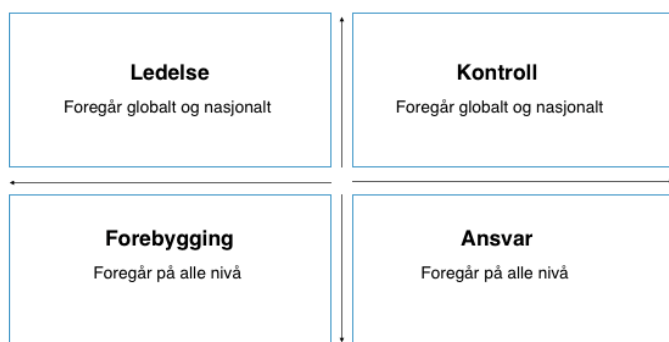 Ledelse
Foregår globalt og nasjonalt
Kontroll
Foregår globalt og nasjonalt
Forebygging
Foregår på alle nivå
Ansvar
Foregår på alle nivå